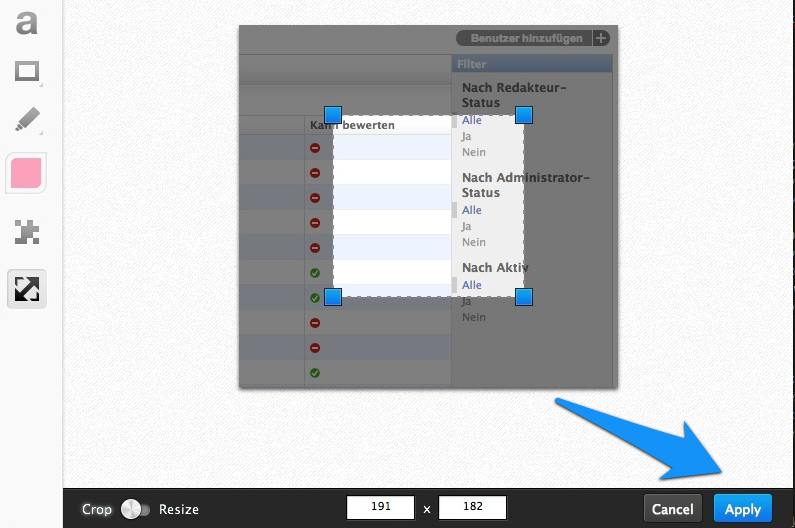 a
Benutzer hinzufügen
Filter
Nach Redakteur-
Status
Kann bewerten
Alle
Ja
Nein
Nach Administrator-
Status
Alle
Ja
Nein
Nach Aktiv
Alle
Ja
Nein
Crop Resize 191 x 182 Cancel Apply